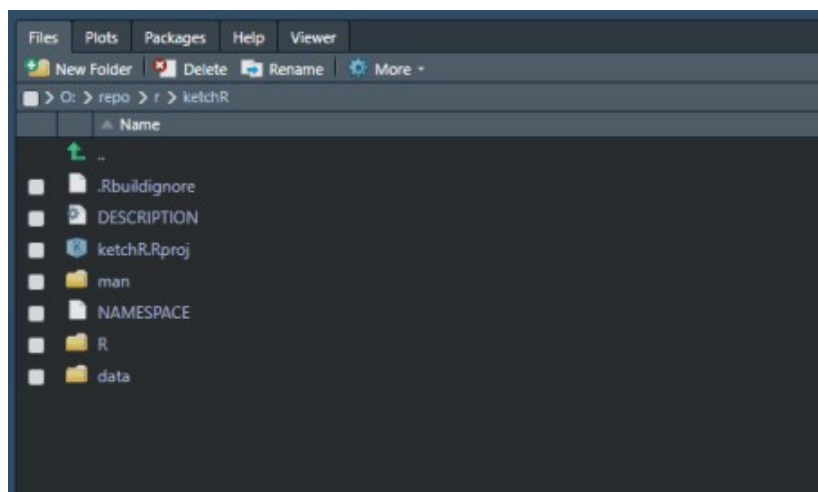 Files Plots Packages Help Viewer
New Folder Delete Rename More
O: > repo > r > ketchR
Name
..
.Rbuildignore
DESCRIPTION
ketchR.Rproj
man
NAMESPACE
R
data